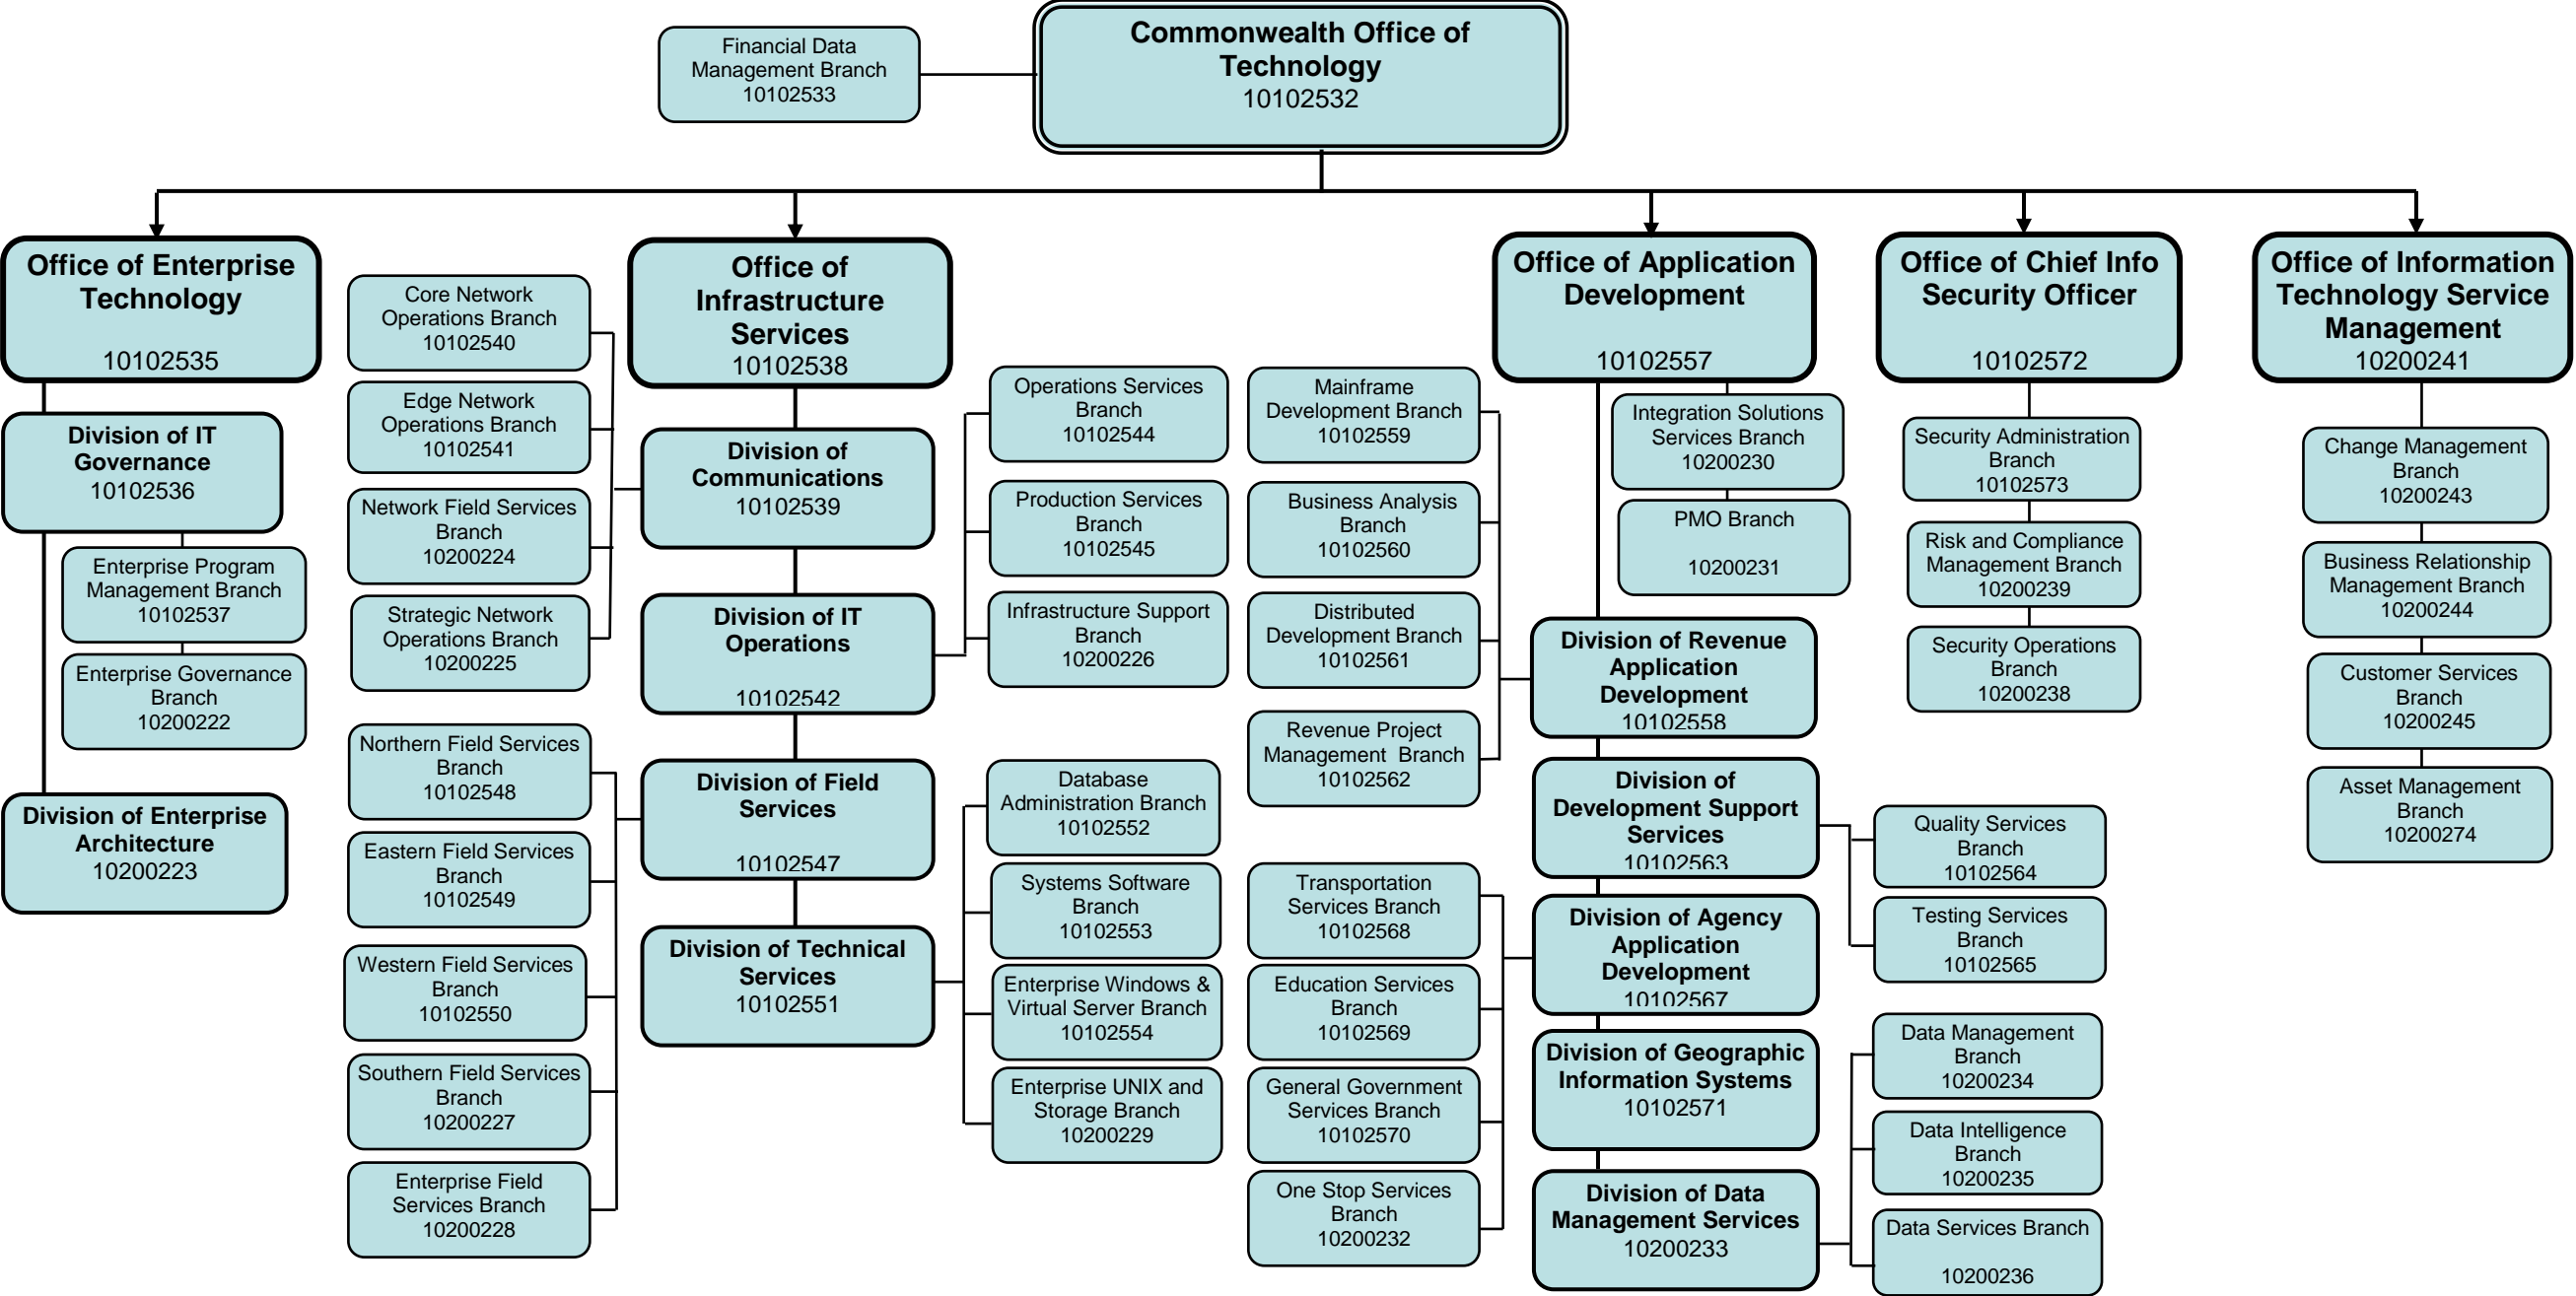 Financial Data
Management Branch
10102533
Commonwealth Office of
Technology
10102532
Office of Enterprise
Technology
10102535
Division of IT
Governance
10102536
Enterprise Program
Management Branch
10102537
Enterprise Governance
Branch
10200222
Division of Enterprise
Architecture
10200223
Office of
Infrastructure
Services
10102538
Core Network
Operations Branch
10102540
Edge Network
Operations Branch
10102541
Network Field Services
Branch
10200224
Strategic Network
Operations Branch
10200225
Division of
Communications
10102539
Operations Services
Branch
10102544
Production Services
Branch
10102545
Infrastructure Support
Branch
10200226
Division of IT
Operations
10102542
Northern Field Services
Branch
10102548
Eastern Field Services
Branch
10102549
Western Field Services
Branch
10102550
Southern Field Services
Branch
10200227
Enterprise Field
Services Branch
10200228
Division of Field
Services
10102547
Division of Technical
Services
10102551
Database
Administration Branch
10102552
Systems Software
Branch
10102553
Enterprise Windows &
Virtual Server Branch
10102554
Enterprise UNIX and
Storage Branch
10200229
Office of Application
Development
10102557
Integration Solutions
Services Branch
10200230
PMO Branch
10200231
Mainframe
Development Branch
10102559
Business Analysis
Branch
10102560
Distributed
Development Branch
10102561
Revenue Project
Management  Branch
10102562
Division of Revenue
Application
Development
10102558
Division of
Development Support
Services
10102563
Quality Services
Branch
10102564
Testing Services
Branch
10102565
Transportation
Services Branch
10102568
Education Services
Branch
10102569
General Government
Services Branch
10102570
One Stop Services
Branch
10200232
Division of Agency
Application
Development
10102567
Division of Geographic
Information Systems
10102571
Division of Data
Management Services
10200233
Data Management
Branch
10200234
Data Intelligence
Branch
10200235
Data Services Branch
10200236
Office of Chief Info
Security Officer
10102572
Security Administration
Branch
10102573
Risk and Compliance
Management Branch
10200239
Security Operations
Branch
10200238
Office of Information
Technology Service
Management
10200241
Change Management
Branch
10200243
Business Relationship
Management Branch
10200244
Customer Services
Branch
10200245
Asset Management
Branch
10200274